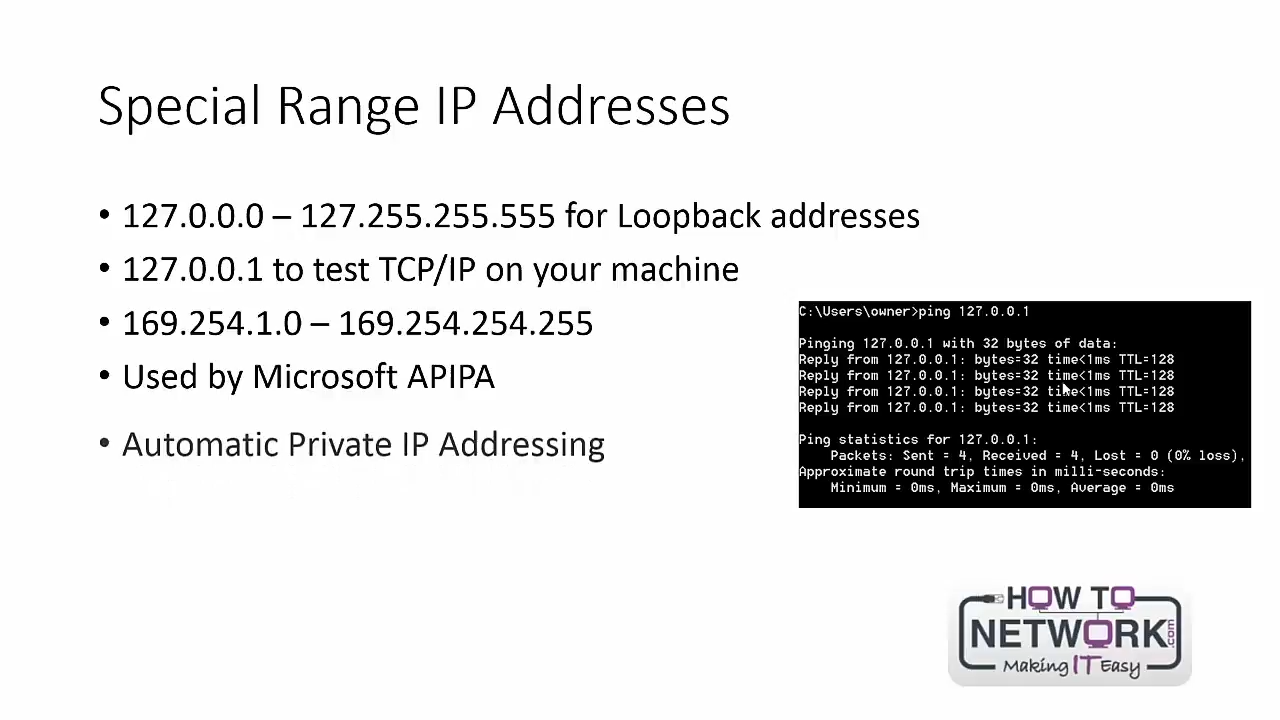 Special Range IP Addresses
• 127.0.0.0 – 127.255.255.555 for Loopback addresses
• 127.0.0.1 to test TCP/IP on your machine
• 169.254.1.0 – 169.254.254.255
• Used by Microsoft APIPA
• Automatic Private IP Addressing
C:\Users\owner>ping 127.0.0.1
Pinging 127.0.0.1 with 32 bytes of data:
Reply from 127.0.0.1: bytes=32 time<1ms TTL=128
Reply from 127.0.0.1: bytes=32 time<1ms TTL=128
Reply from 127.0.0.1: bytes=32 time<1ms TTL=128
Reply from 127.0.0.1: bytes=32 time<1ms TTL=128
Ping statistics for 127.0.0.1:
Packets: Sent = 4, Received = 4, Lost = 0 (0% loss),
Approximate round trip times in milli-seconds:
Minimum = 0ms, Maximum = 0ms, Average = 0ms
HOW TO
NETWORK.com
Making IT Easy